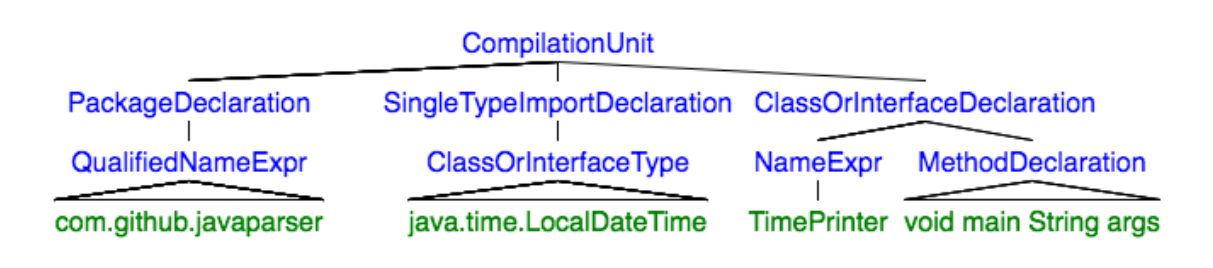 CompilationUnit
PackageDeclaration SingleTypeImportDeclaration ClassOrInterfaceDeclaration
QualifiedNameExpr ClassOrInterfaceType NameExpr MethodDeclaration
com.github.javaparser java.time.LocalDateTime TimePrinter void main String args